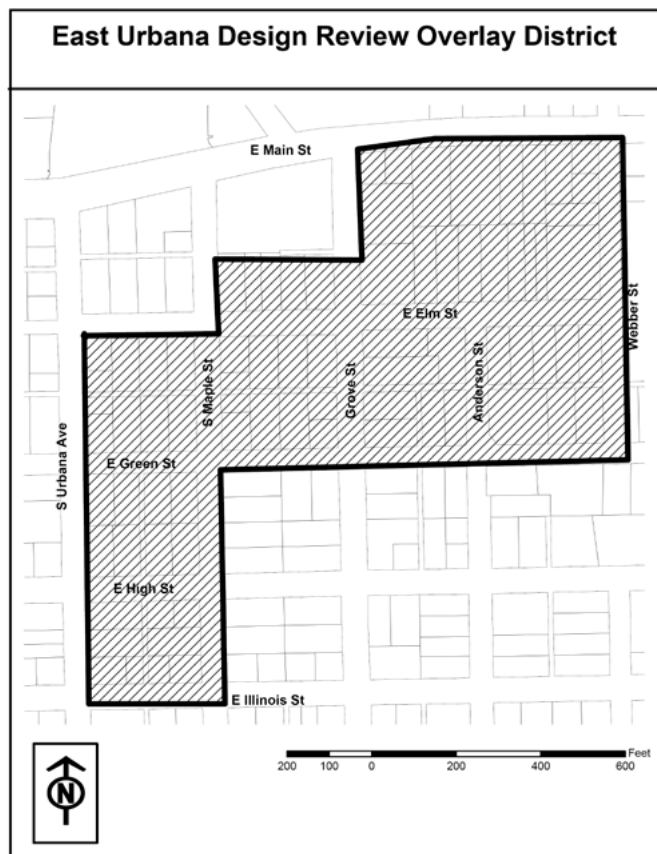 East Urbana Design Review Overlay District
E Main St
E Elm St
Webber St
S Maple St
Grove St
Anderson St
S Urbana Ave
E Green St
E High St
E Illinois St
N
Feet
200 100 0 200 400 600